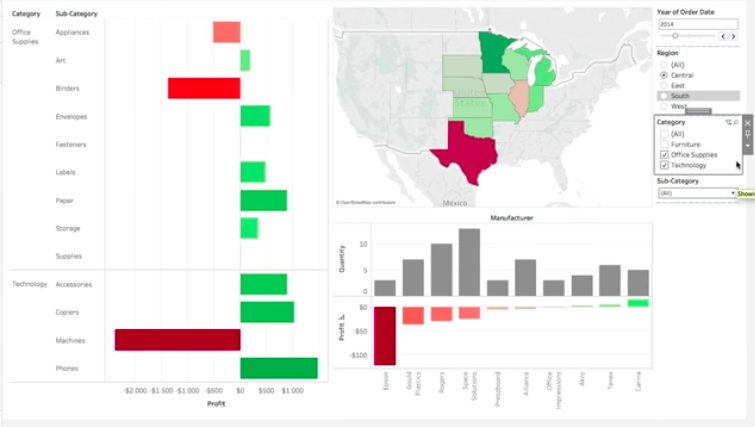 Category Sub-Category
Office Supplies
Appliances
Art
Binders
Envelopes
Fasteners
Labels
Paper
Storage
Supplies
Technology Accessories
Copiers
Machines
Phones
-$2.000 -$1.500 -$1.000 -$500 $0 $500 $1.000
Profit
United States
Mexico
© OpenStreetMap contributors
Manufacturer
Quantity
10
5
0
Profit
$0
-$50
-$100
Epson
Gould Plastics
Rogers
Space Solutions
Pressboard
Alliance
Office Impressions
Akro
Tenex
Carina
Year of Order Date
2014
Region
(All)
Central
East
South
West
Category
(All)
Furniture
Office Supplies
Technology
Sub-Category
(All)